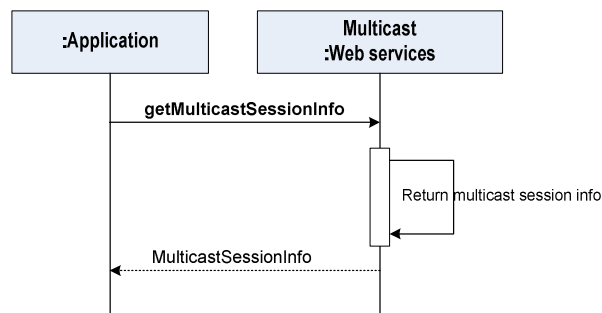 :Application
Multicast
:Web services
getMulticastSessionInfo
Return multicast session info
MulticastSessionInfo